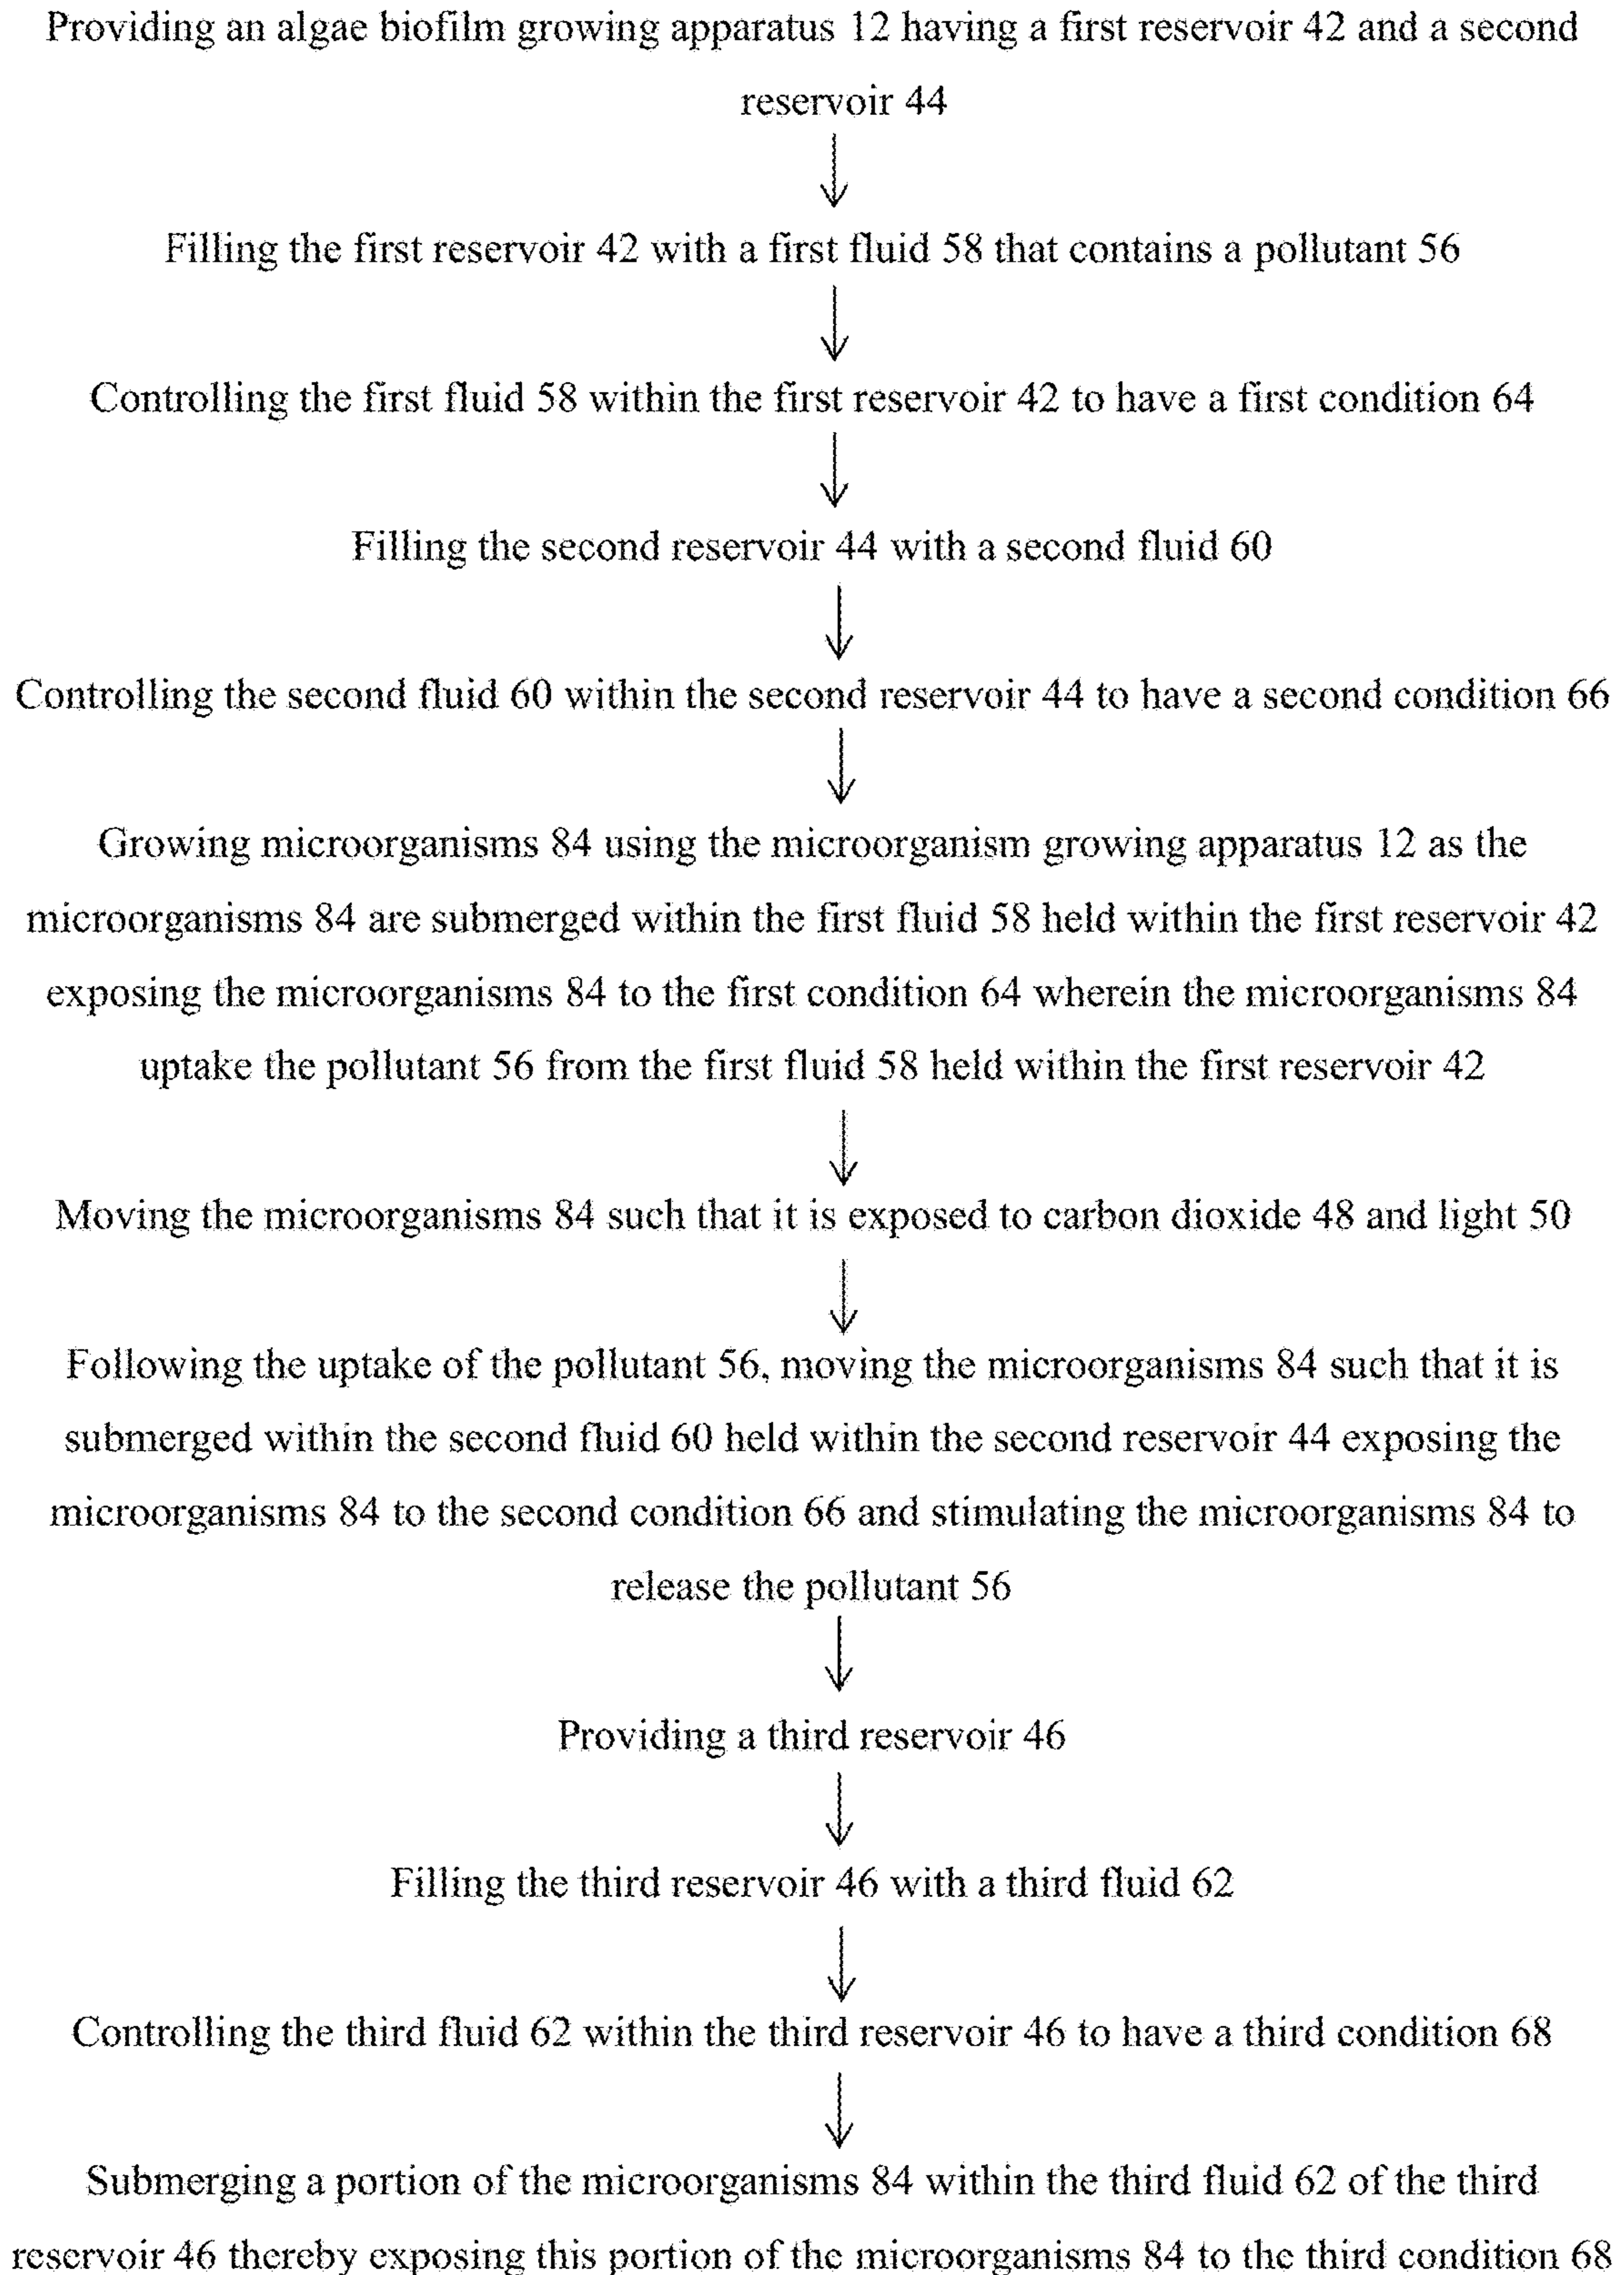 Providing an algae biofilm growing apparatus 12 having a first reservoir 42 and a second
reservoir 44
Filling the first reservoir 42 with a first fluid 58 that contains a pollutant 56
Controlling the first fluid 58 within the first reservoir 42 to have a first condition 64
Filling the second reservoir 44 with a second fluid 60
Controlling the second fluid 60 within the second reservoir 44 to have a second condition 66
Growing microorganisms 84 using the microorganism growing apparatus 12 as the
microorganisms 84 are submerged within the first fluid 58 held within the first reservoir 42
exposing the microorganisms 84 to the first condition 64 wherein the microorganisms 84
uptake the pollutant 56 from the first fluid 58 held within the first reservoir 42
Moving the microorganisms 84 such that it is exposed to carbon dioxide 48 and light 50
Following the uptake of the pollutant 56, moving the microorganisms 84 such that it is
submerged within the second fluid 60 held within the second reservoir 44 exposing the
microorganisms 84 to the second condition 66 and stimulating the microorganisms 84 to
release the pollutant 56
Providing a third reservoir 46
Filling the third reservoir 46 with a third fluid 62
Controlling the third fluid 62 within the third reservoir 46 to have a third condition 68
Submerging a portion of the microorganisms 84 within the third fluid 62 of the third
reservoir 46 thereby exposing this portion of the microorganisms 84 to the third condition 68